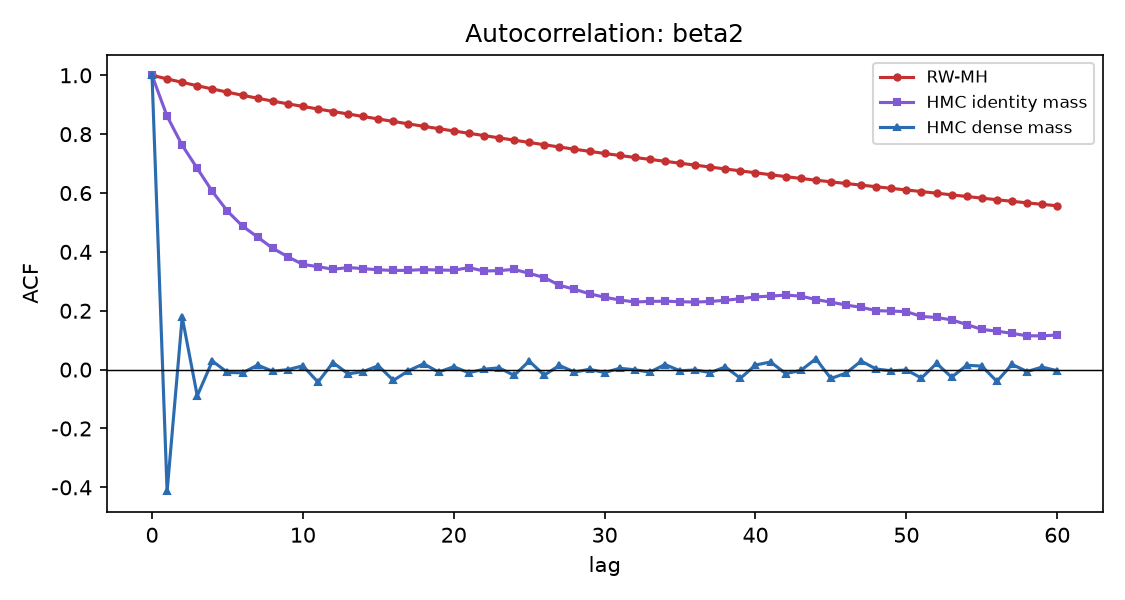 Autocorrelation: beta2
RW-MH
HMC identity mass
HMC dense mass
ACF
1.0
0.8
0.6
0.4
0.2
0.0
-0.2
-0.4
0 10 20 30 40 50 60
lag